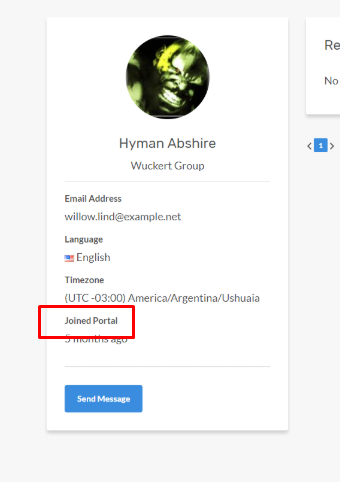 Hyman Abshire
Wuckert Group
Email Address
willow.lind@example.net
Language
English
Timezone
(UTC -03:00) America/Argentina/Ushuaia
Joined Portal
5 months ago
Send Message
Re
No
1